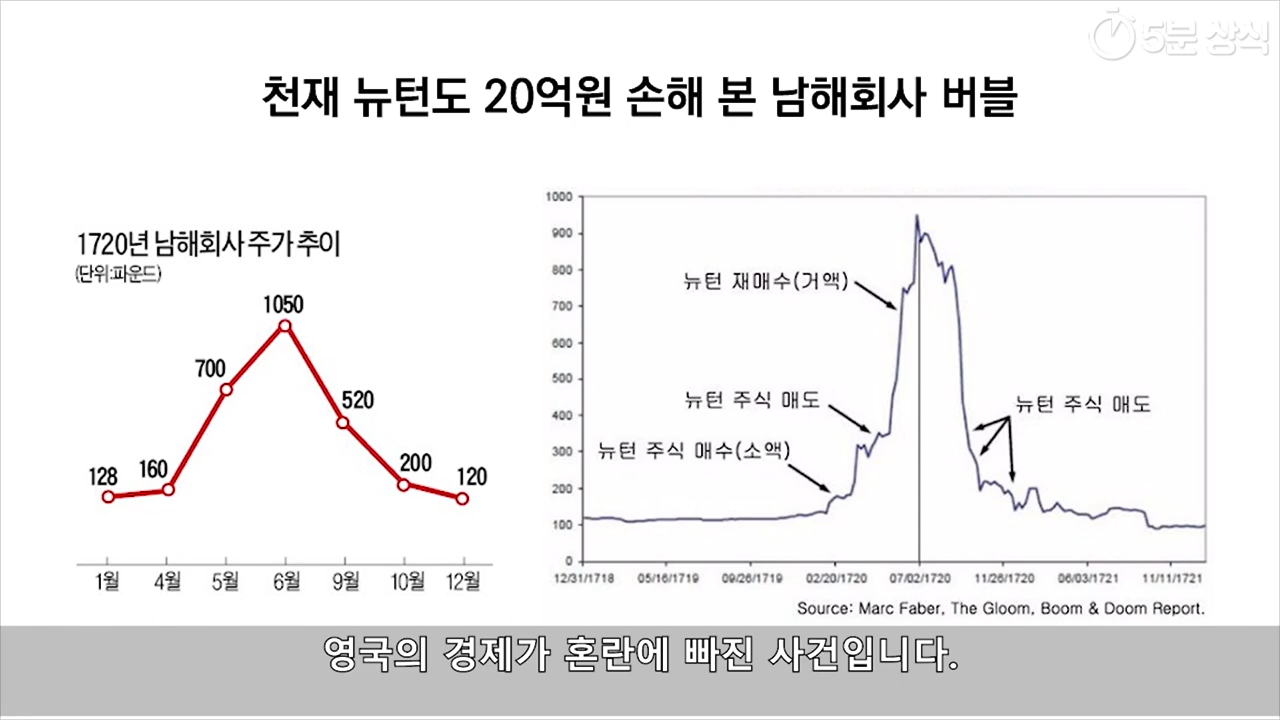 5분 상식
천재 뉴턴도 20억원 손해 본 남해회사 버블
1720년 남해회사 주가 추이
(단위:파운드)
1050
700
520
128
160
200
120
1월 4월 5월 6월 9월 10월 12월
1000
900
800
700
600
500
400
300
200
100
0
뉴턴 재매수(거액)
뉴턴 주식 매도
뉴턴 주식 매수(소액)
뉴턴 주식 매도
12/31/1718 05/16/1719 09/26/1719 02/20/1720 07/02/1720 11/26/1720 06/03/1721 11/11/1721
Source: Marc Faber, The Gloom, Boom & Doom Report.
영국의 경제가 혼란에 빠진 사건입니다.